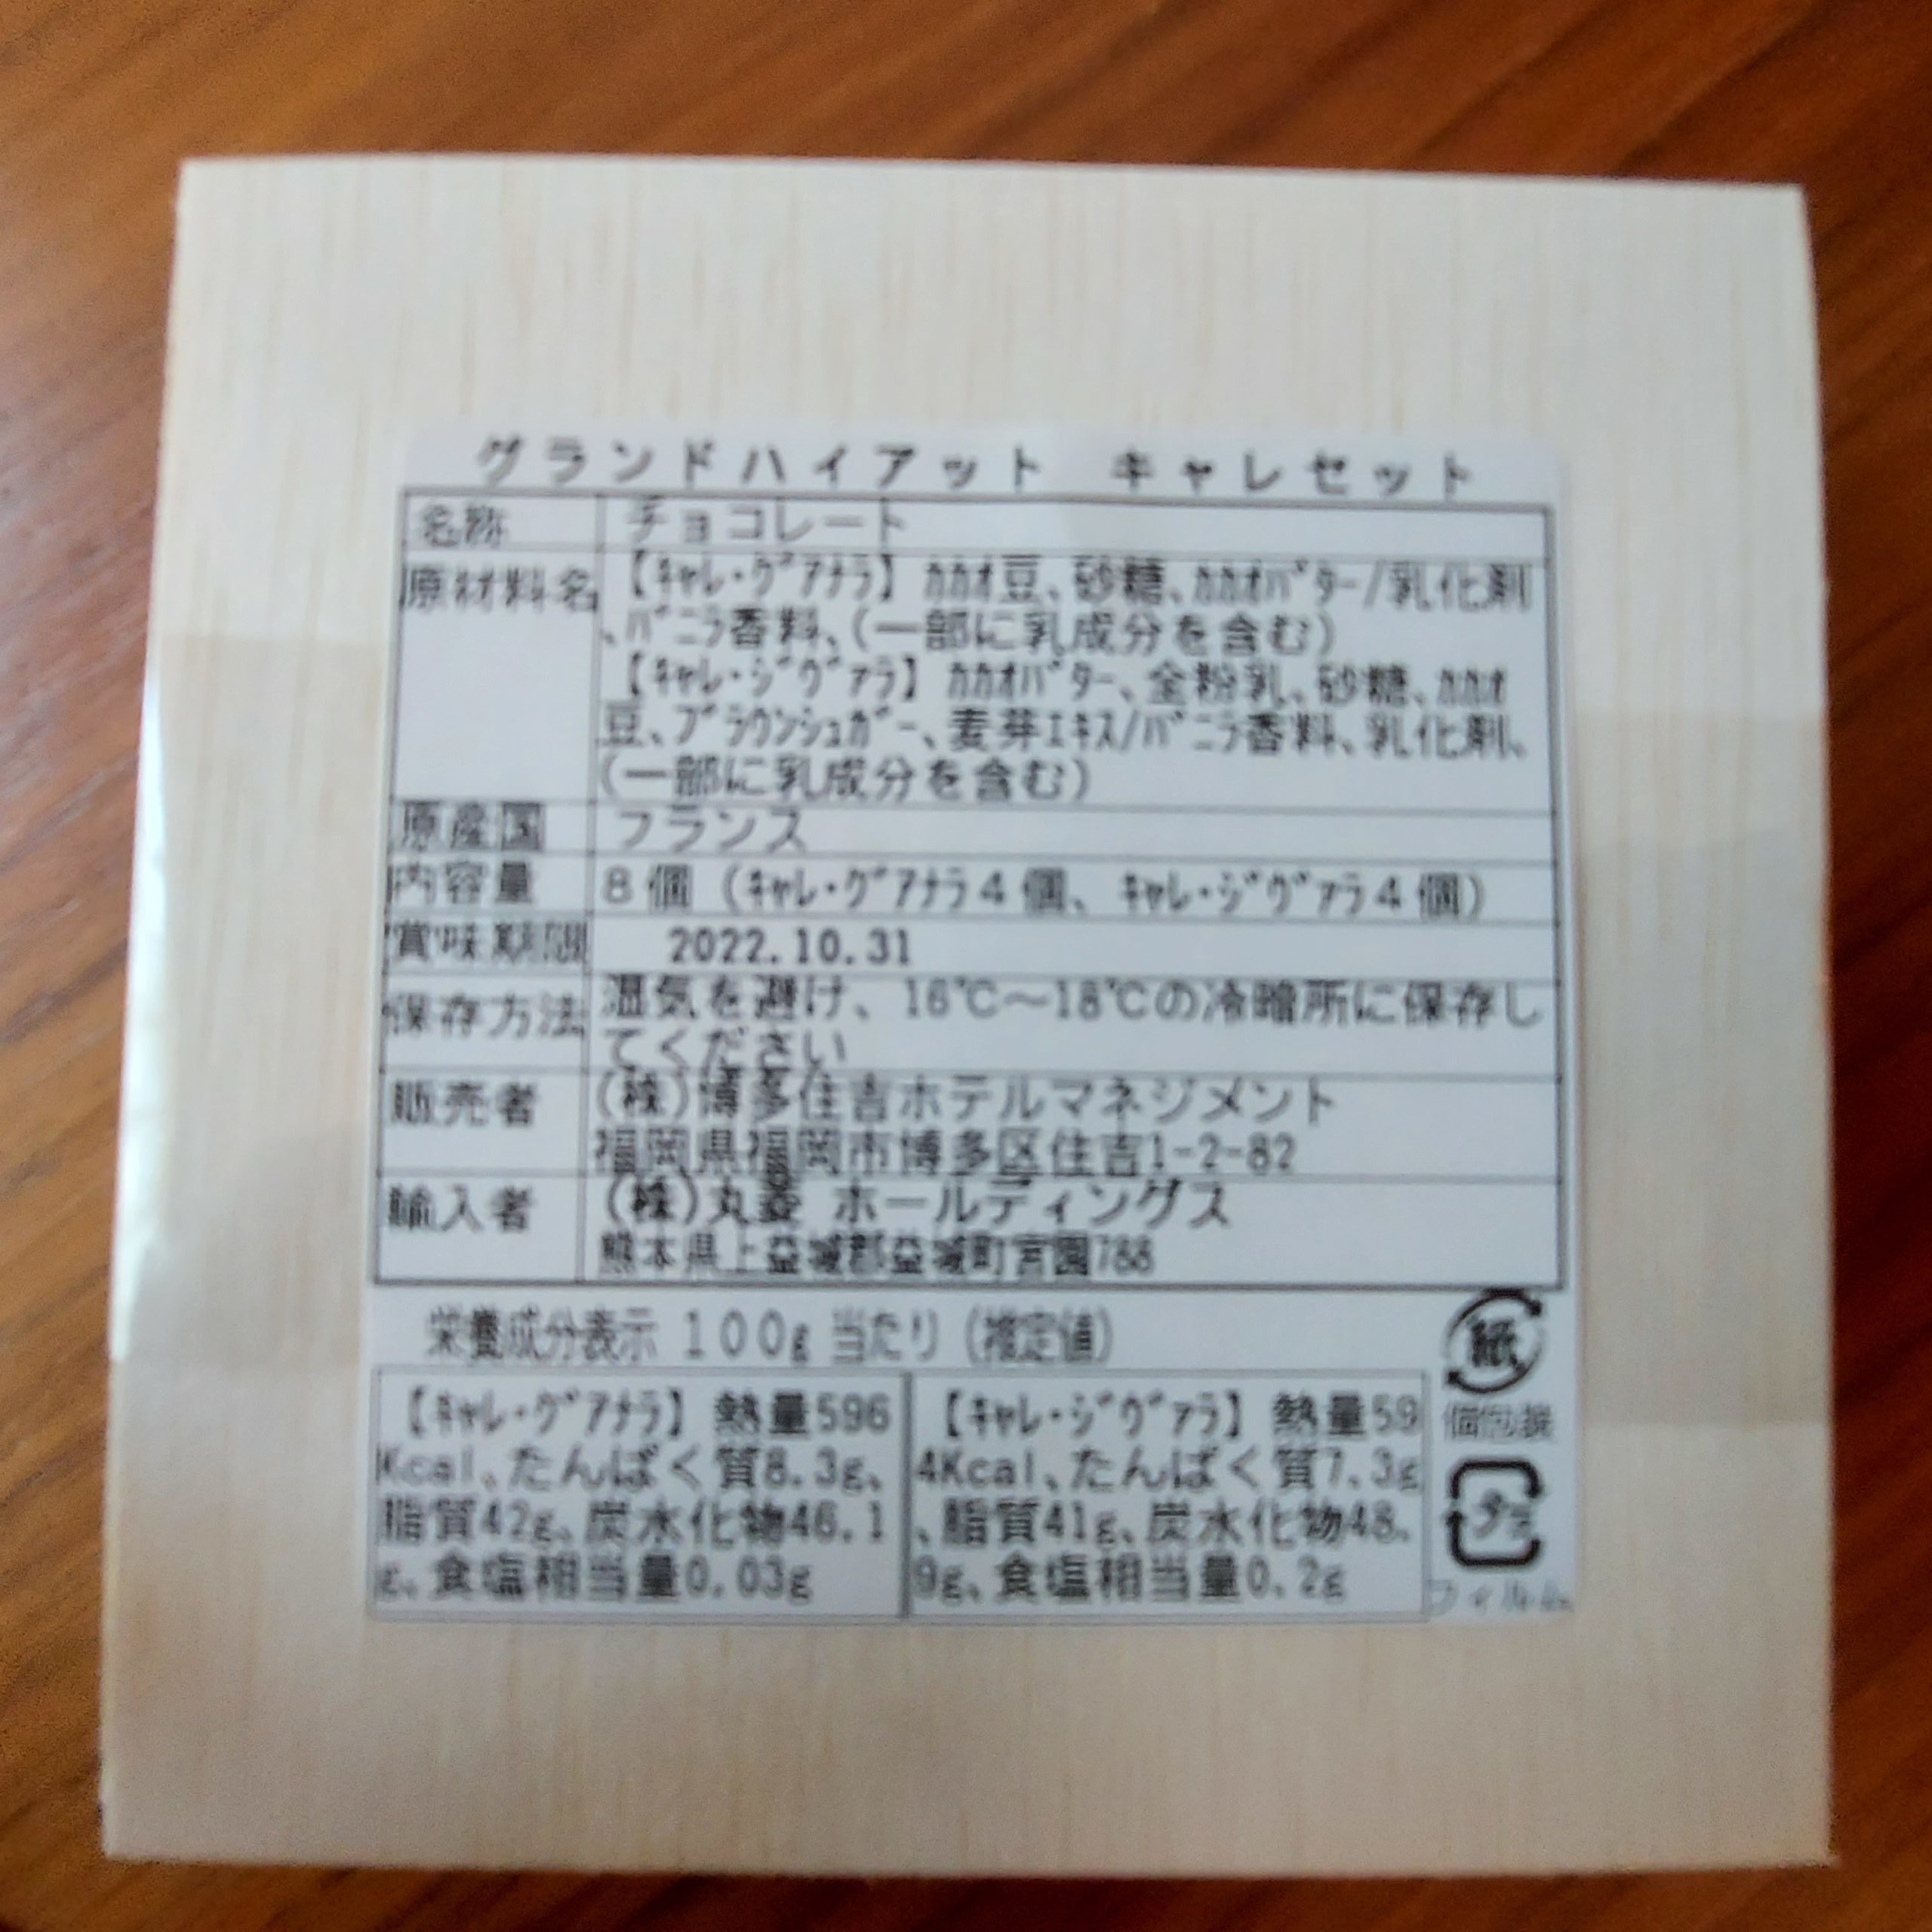 グランドハイアット キャレセット
名称 チョコレート
原材料名 【ｷｬﾚ・ｸﾞｱﾅﾗ】ｶｶｵ豆、砂糖、ｶｶｵﾊﾞﾀｰ/乳化剤
、ﾊﾞﾆﾗ香料、(一部に乳成分を含む)
【ｷｬﾚ・ｼﾞｳﾞｧﾗ】ｶｶｵﾊﾞﾀｰ、全粉乳、砂糖、ｶｶｵ
豆、ﾌﾞﾗｳﾝｼｭｶﾞｰ、麦芽ｴｷｽ/ﾊﾞﾆﾗ香料、乳化剤、
(一部に乳成分を含む)
原産国 フランス
内容量 8個 (ｷｬﾚ・ｸﾞｱﾅﾗ4個、ｷｬﾚ・ｼﾞｳﾞｧﾗ4個)
賞味期限 2022.10.31
保存方法 湿気を避け、16℃～18℃の冷暗所に保存し
てください
販売者 (株)博多住吉ホテルマネジメント
福岡県福岡市博多区住吉1-2-82
輸入者 (株)丸菱 ホールディングス
熊本県上益城郡益城町宮園788
栄養成分表示 100g 当たり (推定値)
【ｷｬﾚ・ｸﾞｱﾅﾗ】熱量596
Kcal、たんぱく質8.3g、
脂質42g、炭水化物46.1
g、食塩相当量0.03g
【ｷｬﾚ・ｼﾞｳﾞｧﾗ】熱量59
4Kcal、たんぱく質7.3g
、脂質41g、炭水化物48.
9g、食塩相当量0.2g
紙
個包装
プラ
フィルム